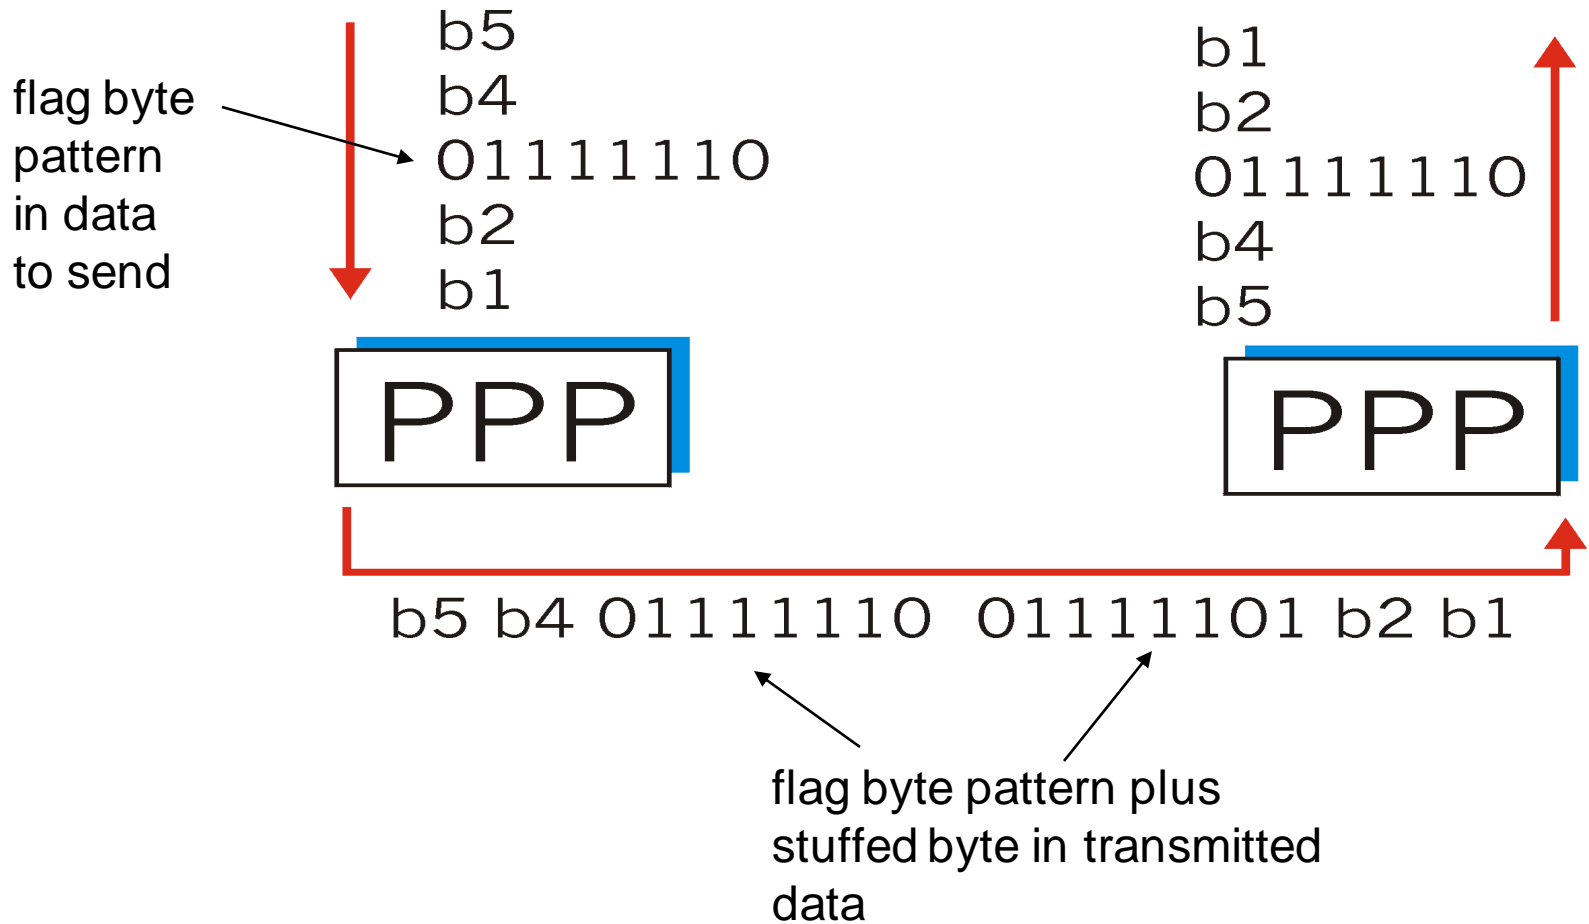 flag byte
pattern
in data
to send
b5
b4
01111110
b2
b1
PPP
b1
b2
01111110
b4
b5
PPP
b5 b4 01111110 01111101 b2 b1
flag byte pattern plus
stuffed byte in transmitted
data